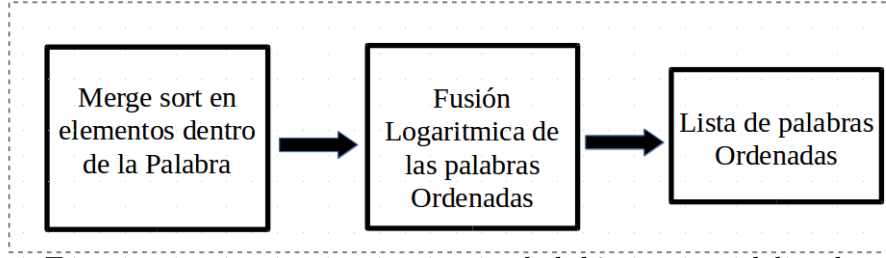 Merge sort en
elementos dentro
de la Palabra
Fusión
Logaritmica de
las palabras
Ordenadas
Lista de palabras
Ordenadas